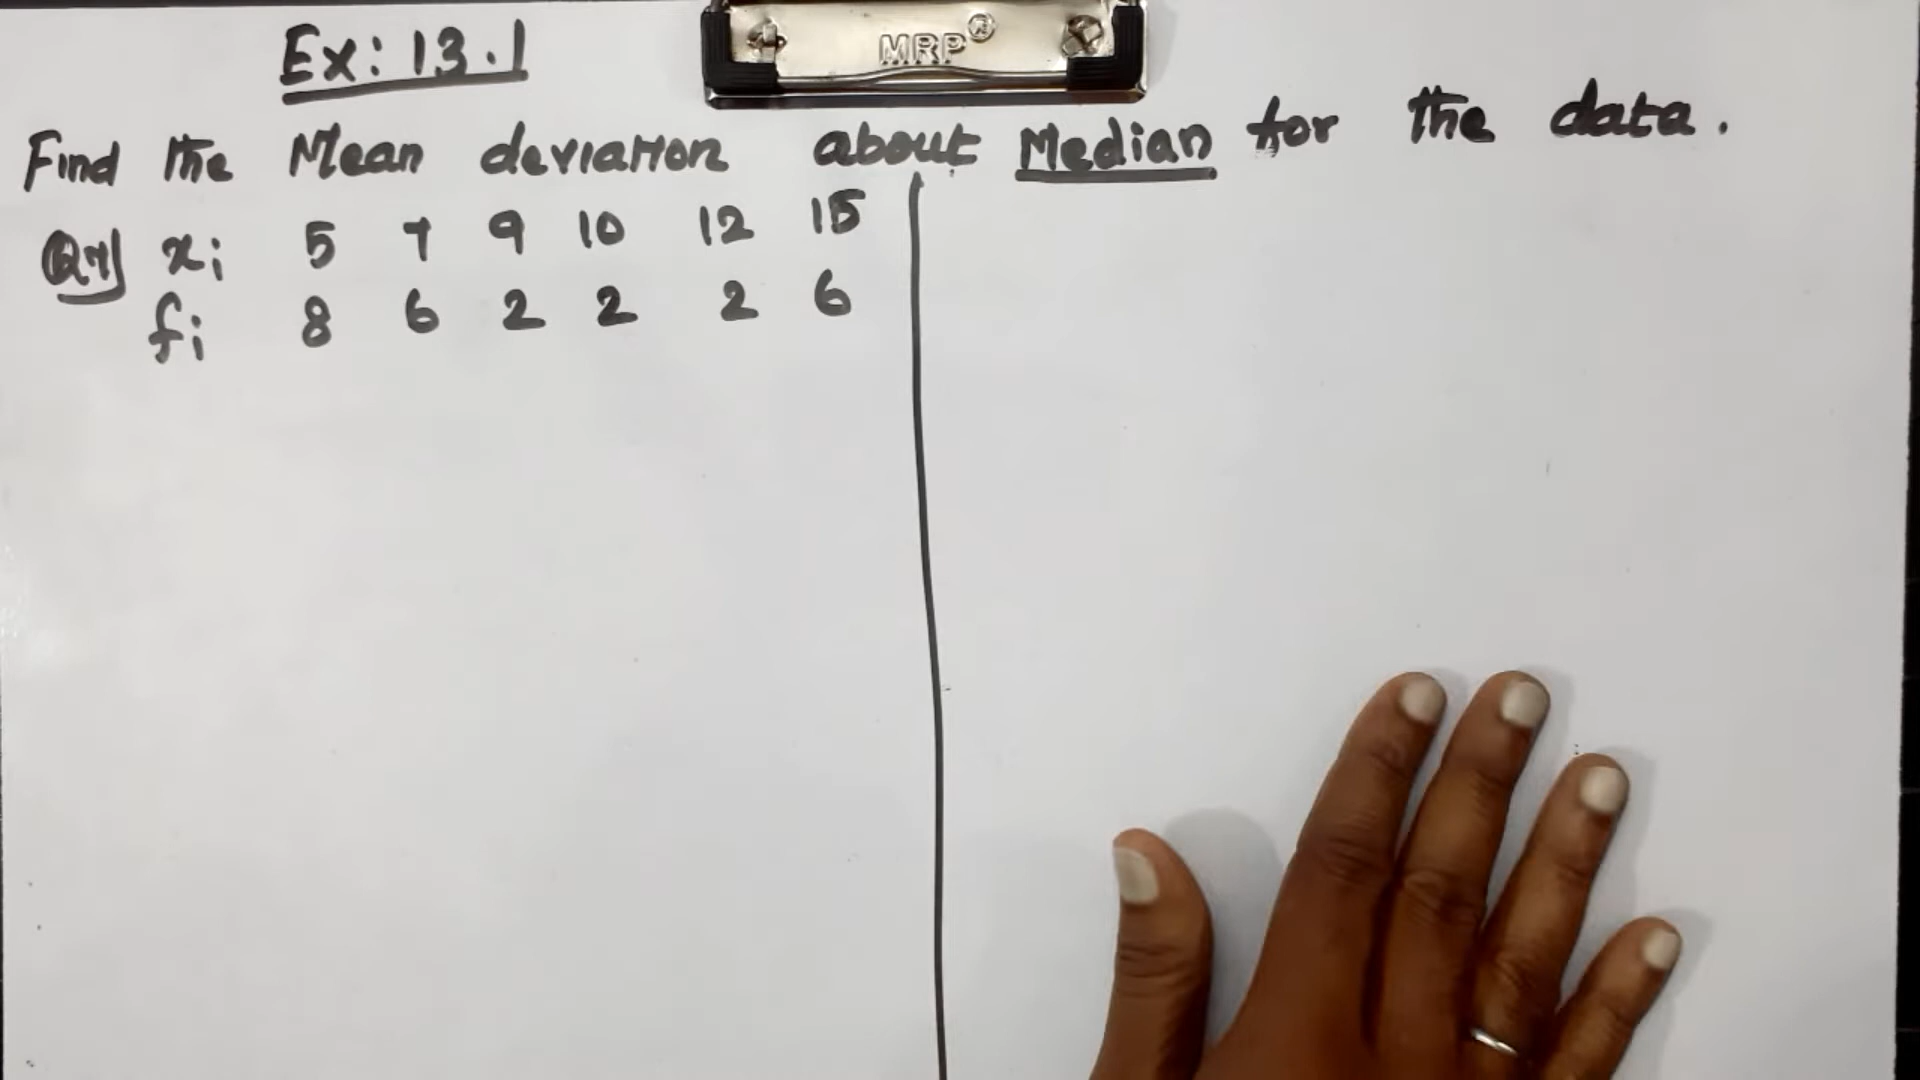 MRP®
Ex: 13.1
Find the Mean deviation about Median for the data.
Q7] xi 5 7 9 10 12 15
fi 8 6 2 2 2 6